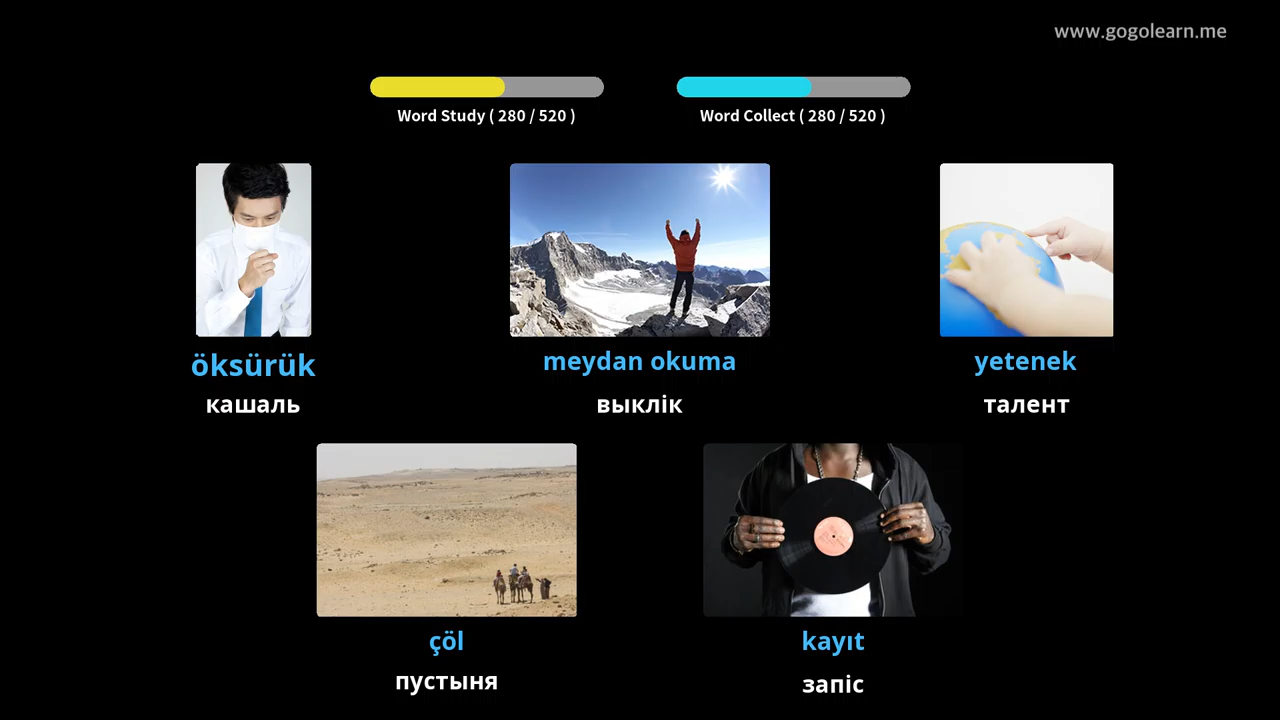 www.gogolearn.me
Word Study ( 280 / 520 )
Word Collect ( 280 / 520 )
öksürük
meydan okuma
yetenek
кашаль
выклік
талент
çöl
kayıt
пустыня
запіс